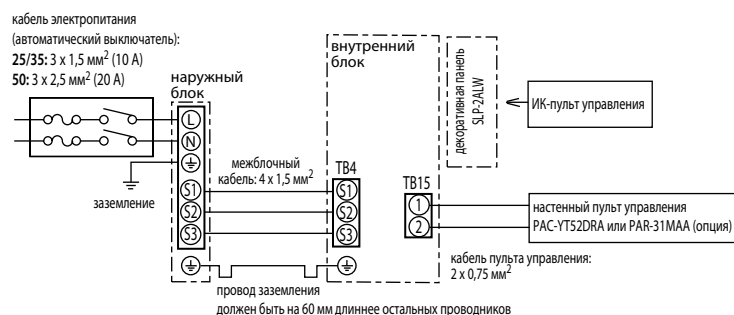 кабель электропитания
(автоматический выключатель):
25/35: 3 x 1,5 мм² (10 А)
50: 3 x 2,5 мм² (20 А)
наружный
блок
L
N
заземление
S1
S2
S3
межблочный
кабель: 4 x 1,5 мм²
провод заземления
должен быть на 60 мм длиннее остальных проводников
внутренний
блок
TB4
S1
S2
S3
TB15
1
2
декоративная панель
SLP-2ALW
ИК-пульт управления
настенный пульт управления
PAC-YT52DRA или PAR-31MAA (опция)
кабель пульта управления:
2 x 0,75 мм²